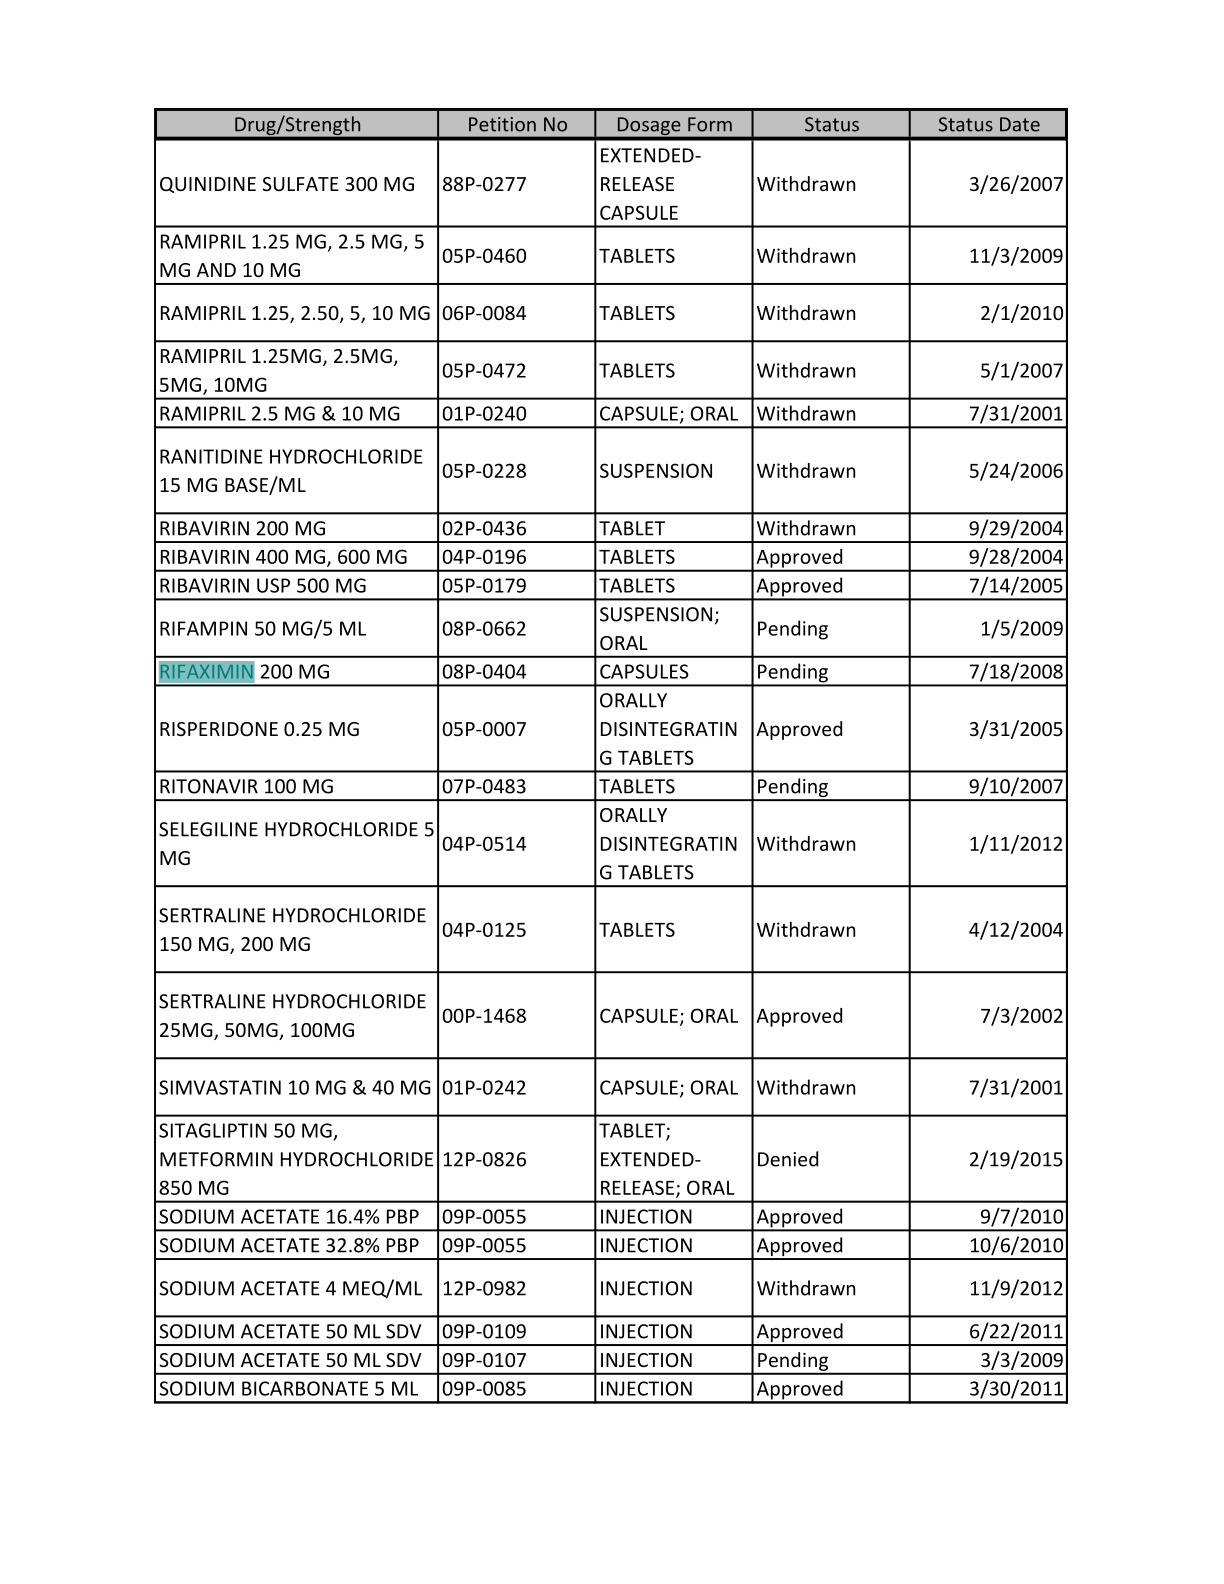 Drug/Strength Petition No Dosage Form Status Status Date
QUINIDINE SULFATE 300 MG 88P-0277 EXTENDED-
RELEASE
CAPSULE Withdrawn 3/26/2007
RAMIPRIL 1.25 MG, 2.5 MG, 5
MG AND 10 MG 05P-0460 TABLETS Withdrawn 11/3/2009
RAMIPRIL 1.25, 2.50, 5, 10 MG 06P-0084 TABLETS Withdrawn 2/1/2010
RAMIPRIL 1.25MG, 2.5MG,
5MG, 10MG 05P-0472 TABLETS Withdrawn 5/1/2007
RAMIPRIL 2.5 MG & 10 MG 01P-0240 CAPSULE; ORAL Withdrawn 7/31/2001
RANITIDINE HYDROCHLORIDE
15 MG BASE/ML 05P-0228 SUSPENSION Withdrawn 5/24/2006
RIBAVIRIN 200 MG 02P-0436 TABLET Withdrawn 9/29/2004
RIBAVIRIN 400 MG, 600 MG 04P-0196 TABLETS Approved 9/28/2004
RIBAVIRIN USP 500 MG 05P-0179 TABLETS Approved 7/14/2005
RIFAMPIN 50 MG/5 ML 08P-0662 SUSPENSION;
ORAL Pending 1/5/2009
RIFAXIMIN 200 MG 08P-0404 CAPSULES Pending 7/18/2008
RISPERIDONE 0.25 MG 05P-0007 ORALLY
DISINTEGRATIN
G TABLETS Approved 3/31/2005
RITONAVIR 100 MG 07P-0483 TABLETS Pending 9/10/2007
SELEGILINE HYDROCHLORIDE 5
MG 04P-0514 ORALLY
DISINTEGRATIN
G TABLETS Withdrawn 1/11/2012
SERTRALINE HYDROCHLORIDE
150 MG, 200 MG 04P-0125 TABLETS Withdrawn 4/12/2004
SERTRALINE HYDROCHLORIDE
25MG, 50MG, 100MG 00P-1468 CAPSULE; ORAL Approved 7/3/2002
SIMVASTATIN 10 MG & 40 MG 01P-0242 CAPSULE; ORAL Withdrawn 7/31/2001
SITAGLIPTIN 50 MG,
METFORMIN HYDROCHLORIDE
850 MG 12P-0826 TABLET;
EXTENDED-
RELEASE; ORAL Denied 2/19/2015
SODIUM ACETATE 16.4% PBP 09P-0055 INJECTION Approved 9/7/2010
SODIUM ACETATE 32.8% PBP 09P-0055 INJECTION Approved 10/6/2010
SODIUM ACETATE 4 MEQ/ML 12P-0982 INJECTION Withdrawn 11/9/2012
SODIUM ACETATE 50 ML SDV 09P-0109 INJECTION Approved 6/22/2011
SODIUM ACETATE 50 ML SDV 09P-0107 INJECTION Pending 3/3/2009
SODIUM BICARBONATE 5 ML 09P-0085 INJECTION Approved 3/30/2011